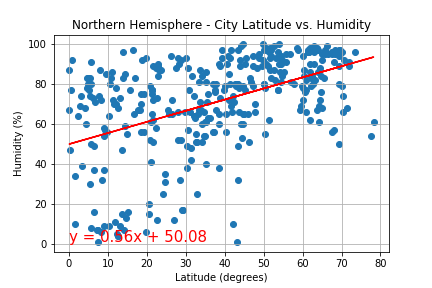 Northern Hemisphere - City Latitude vs. Humidity
100
80
60
40
20
0
Humidity (%)
y = 0.56x + 50.08
0 10 20 30 40 50 60 70 80
Latitude (degrees)